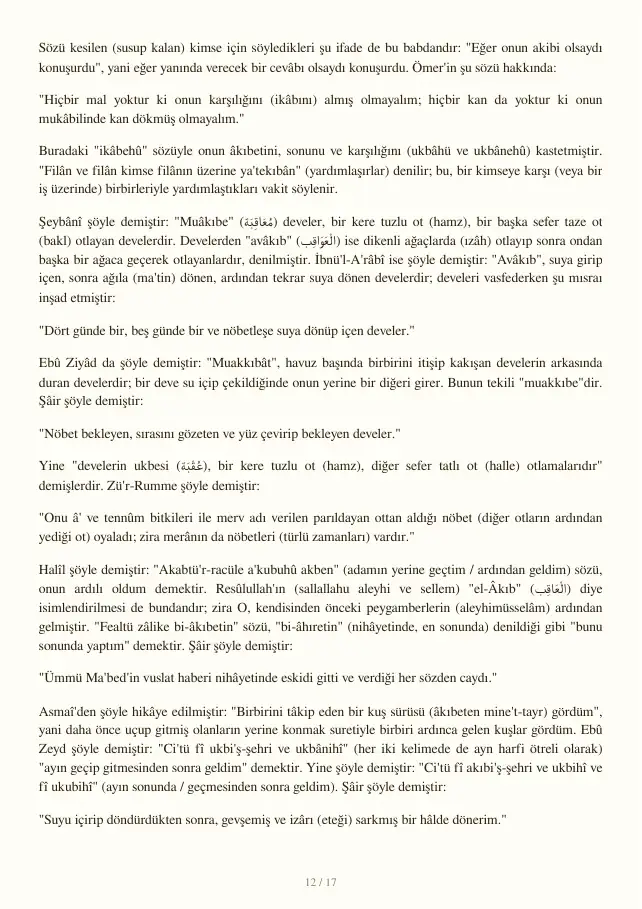 Sözü kesilen (susup kalan) kimse için söyledikleri şu ifade de bu babdandır: "Eğer onun akibi olsaydı
konuşurdu", yani eğer yanında verecek bir cevâbı olsaydı konuşurdu. Ömer'in şu sözü hakkında:
"Hiçbir mal yoktur ki onun karşılığını (ikâbını) almış olmayalım; hiçbir kan da yoktur ki onun
mukâbilinde kan dökmüş olmayalım."
Buradaki "ikâbehû" sözüyle onun âkıbetini, sonunu ve karşılığını (ukbâhü ve ukbânehû) kastetmiştir.
"Filân ve filân kimse filânın üzerine ya'tekıbân" (yardımlaşırlar) denilir; bu, bir kimseye karşı (veya bir
iş üzerinde) birbirleriyle yardımlaştıkları vakit söylenir.
Şeybânî şöyle demiştir: "Muâkıbe" (مُعَاقِبَة) develer, bir kere tuzlu ot (hamz), bir başka sefer taze ot
(bakl) otlayan develerdir. Develerden "avâkıb" (الْعَوَاقِب) ise dikenli ağaçlarda (ızâh) otlayıp sonra ondan
başka bir ağaca geçerek otlayanlardır, denilmiştir. İbnü'l-A'râbî ise şöyle demiştir: "Avâkıb", suya girip
içen, sonra ağıla (ma'tin) dönen, ardından tekrar suya dönen develerdir; develeri vasfederken şu mısraı
inşad etmiştir:
"Dört günde bir, beş günde bir ve nöbetleşe suya dönüp içen develer."
Ebû Ziyâd da şöyle demiştir: "Muakkıbât", havuz başında birbirini itişip kakışan develerin arkasında
duran develerdir; bir deve su içip çekildiğinde onun yerine bir diğeri girer. Bunun tekili "muakkıbe"dir.
Şâir şöyle demiştir:
"Nöbet bekleyen, sırasını gözeten ve yüz çevirip bekleyen develer."
Yine "develerin ukbesi (عُقْبَة), bir kere tuzlu ot (hamz), diğer sefer tatlı ot (halle) otlamalarıdır"
demişlerdir. Zü'r-Rumme şöyle demiştir:
"Onu â' ve tennûm bitkileri ile merv adı verilen parıldayan ottan aldığı nöbet (diğer otların ardından
yediği ot) oyaladı; zira merânın da nöbetleri (türlü zamanları) vardır."
Halîl şöyle demiştir: "Akabtü'r-racüle a'kubuhû akben" (adamın yerine geçtim / ardından geldim) sözü,
onun ardılı oldum demektir. Resûlullah'ın (sallallahu aleyhi ve sellem) "el-Âkıb" (الْعَاقِب) diye
isimlendirilmesi de bundandır; zira O, kendisinden önceki peygamberlerin (aleyhimüsselâm) ardından
gelmiştir. "Fealtü zâlike bi-âkıbetin" sözü, "bi-âhıretin" (nihâyetinde, en sonunda) denildiği gibi "bunu
sonunda yaptım" demektir. Şâir şöyle demiştir:
"Ümmü Ma'bed'in vuslat haberi nihâyetinde eskidi gitti ve verdiği her sözden caydı."
Asmaî'den şöyle hikâye edilmiştir: "Birbirini tâkip eden bir kuş sürüsü (âkıbeten mine't-tayr) gördüm",
yani daha önce uçup gitmiş olanların yerine konmak suretiyle birbiri ardınca gelen kuşlar gördüm. Ebû
Zeyd şöyle demiştir: "Ci'tü fî ukbi'ş-şehri ve ukbânihî" (her iki kelimede de ayn harfi ötreli olarak)
"ayın geçip gitmesinden sonra geldim" demektir. Yine şöyle demiştir: "Ci'tü fî akıbi'ş-şehri ve ukbihî ve
fî ukubihî" (ayın sonunda / geçmesinden sonra geldim). Şâir şöyle demiştir:
"Suyu içirip döndürdükten sonra, gevşemiş ve izârı (eteği) sarkmış bir hâlde dönerim."
12 / 17